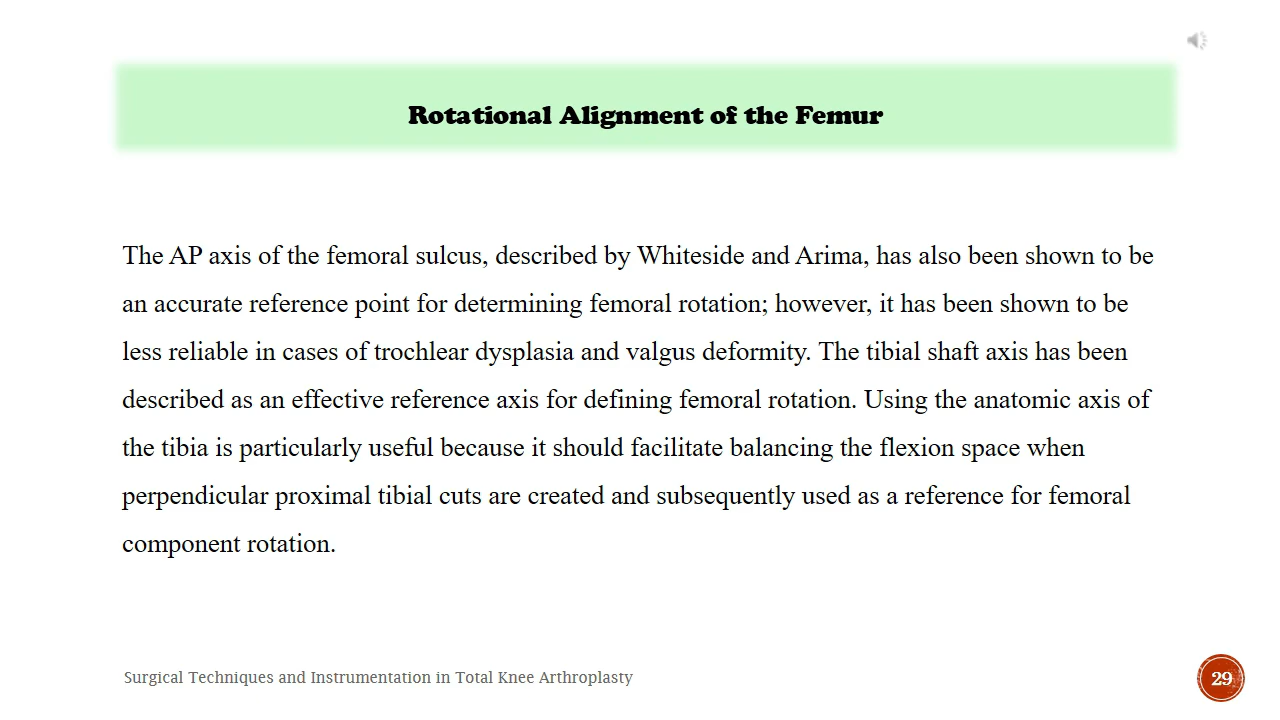 Rotational Alignment of the Femur
The AP axis of the femoral sulcus, described by Whiteside and Arima, has also been shown to be
an accurate reference point for determining femoral rotation; however, it has been shown to be
less reliable in cases of trochlear dysplasia and valgus deformity. The tibial shaft axis has been
described as an effective reference axis for defining femoral rotation. Using the anatomic axis of
the tibia is particularly useful because it should facilitate balancing the flexion space when
perpendicular proximal tibial cuts are created and subsequently used as a reference for femoral
component rotation.
Surgical Techniques and Instrumentation in Total Knee Arthroplasty
29